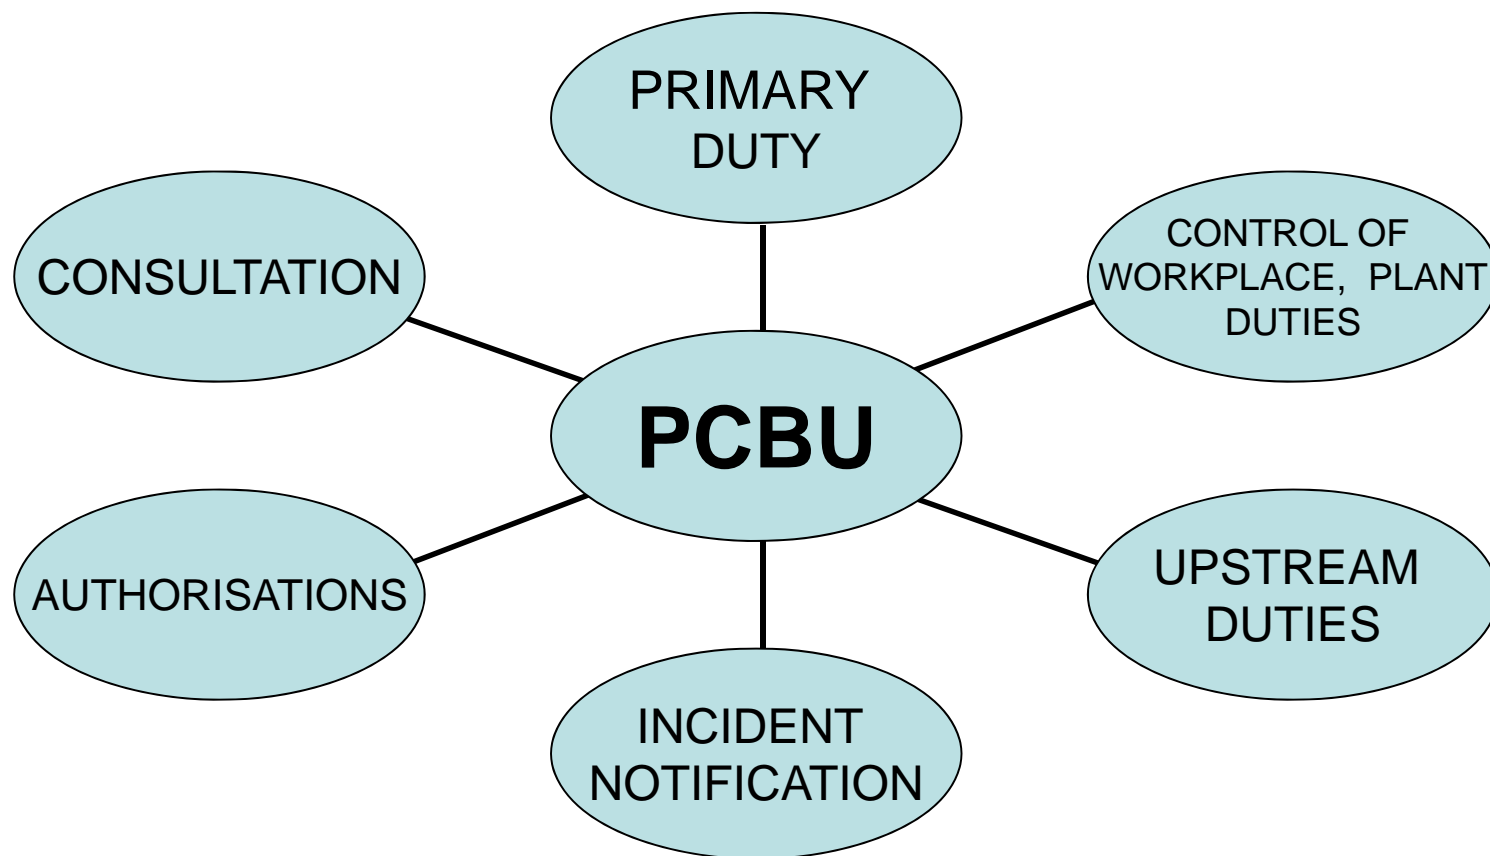 PRIMARY
DUTY
CONSULTATION
CONTROL OF
WORKPLACE, PLANT
DUTIES
PCBU
AUTHORISATIONS
UPSTREAM
DUTIES
INCIDENT
NOTIFICATION